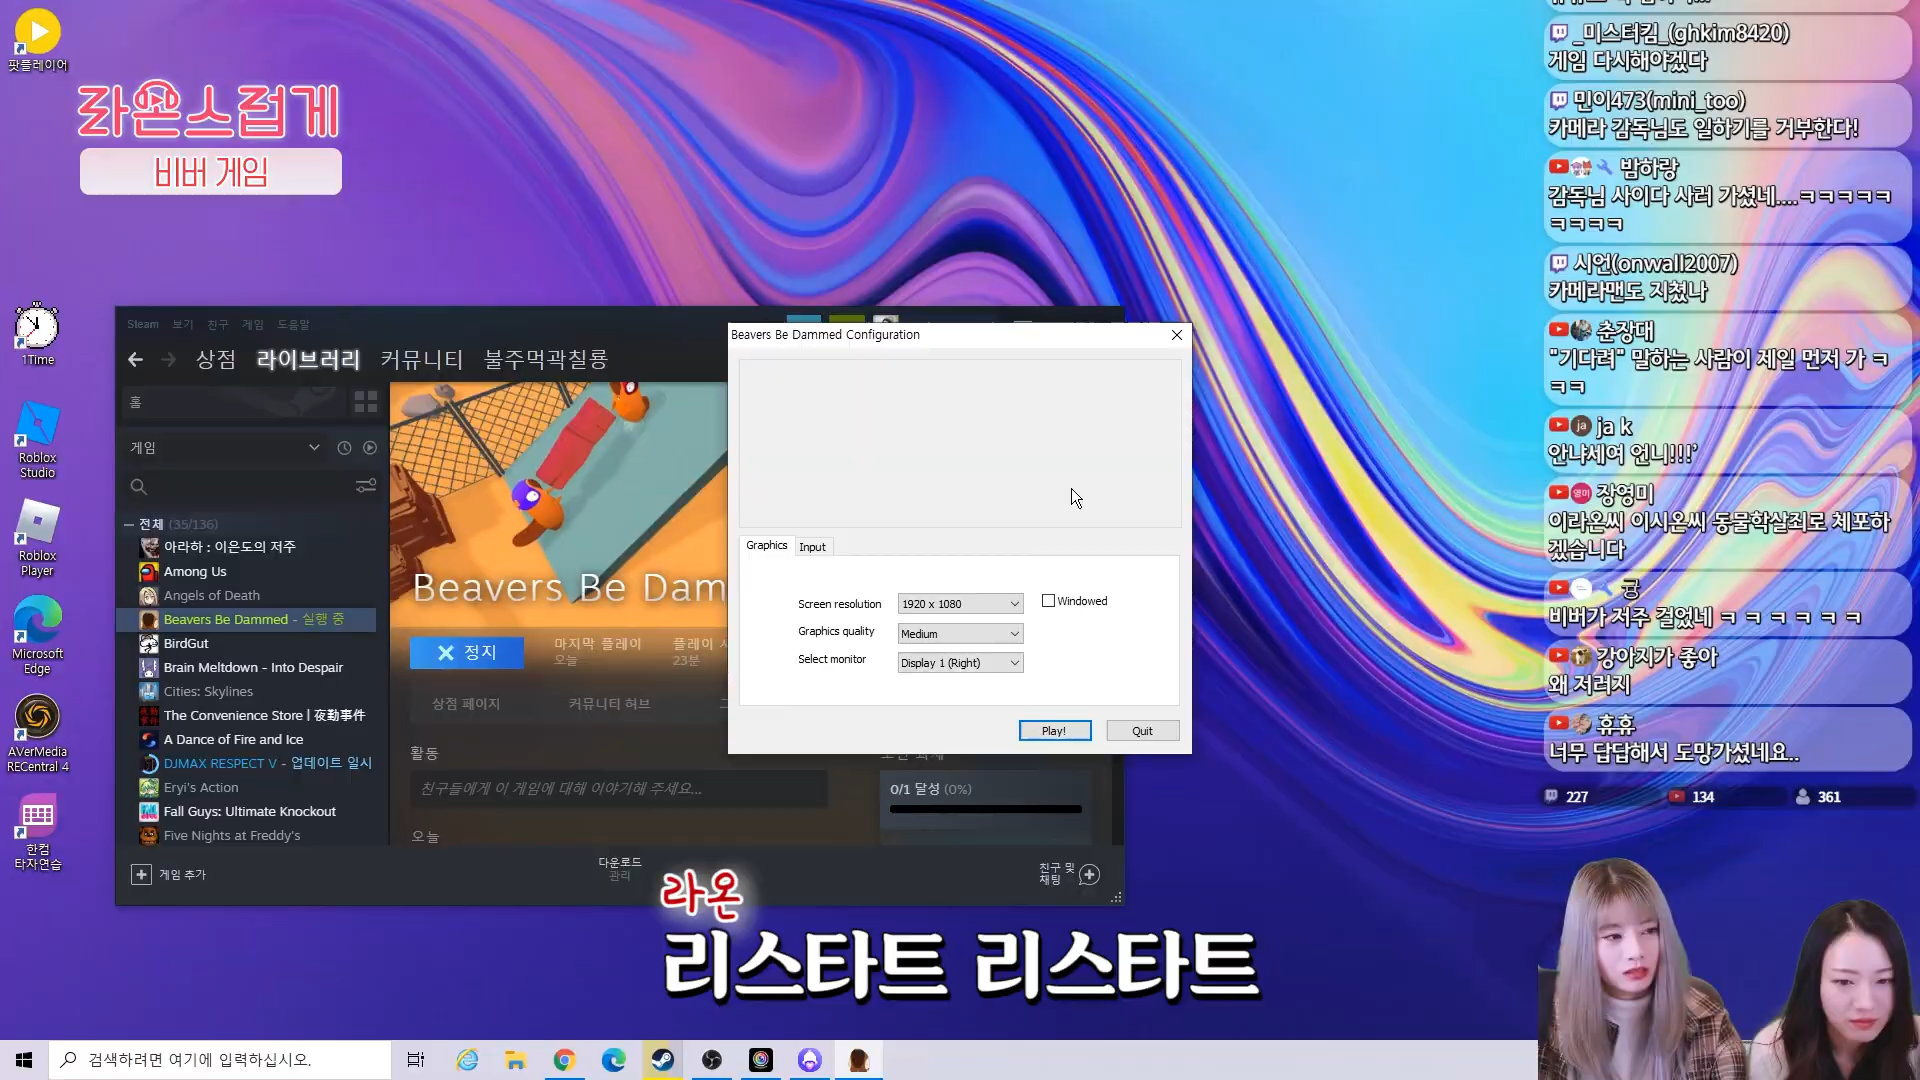 팟플레이어
라온스럽게
비버 게임
1Time
Roblox
Studio
Roblox
Player
Microsoft
Edge
AVerMedia
RECentral 4
한컴
타자연습
Steam 보기 친구 게임 도움말
상점 라이브러리 커뮤니티 불주먹곽칠룡
홈
게임
전체 (35/136)
아라하 : 이은도의 저주
Among Us
Angels of Death
Beavers Be Dammed - 실행 중
BirdGut
Brain Meltdown - Into Despair
Cities: Skylines
The Convenience Store | 夜勤事件
A Dance of Fire and Ice
DJMAX RESPECT V - 업데이트 일시
Eryi's Action
Fall Guys: Ultimate Knockout
Five Nights at Freddy's
게임 추가
Beavers Be Dam
정지
마지막 플레이
오늘
플레이
23분
상점 페이지 커뮤니티 허브
활동
친구들에게 이 게임에 대해 이야기해 주세요...
오늘
0/1 달성 (0%)
다운로드
관리
친구 및
채팅
Beavers Be Dammed Configuration
Graphics Input
Screen resolution 1920 x 1080 Windowed
Graphics quality Medium
Select monitor Display 1 (Right)
Play! Quit
라온
리스타트 리스타트
_미스터킴_(ghkim8420)
게임 다시해야겠다
민이473(mini_too)
카메라 감독님도 일하기를 거부한다!
밤하랑
감독님 사이다 사러 가셨네....ㅋㅋㅋㅋㅋ
ㅋㅋㅋㅋ
시언(onwall2007)
카메라맨도 지쳤나
춘장대
"기다려" 말하는 사람이 제일 먼저 가 ㅋ
ㅋㅋ
ja ja k
안냐세여 언니!!!'
영미 장영미
이라온씨 이시온씨 동물학살죄로 체포하
겠습니다
귱
비버가 저주 걸었네 ㅋ ㅋ ㅋ ㅋ ㅋ ㅋ
강아지가 좋아
왜 저러지
휴휴
너무 답답해서 도망가셨네요..
227 134 361
검색하려면 여기에 입력하십시오.